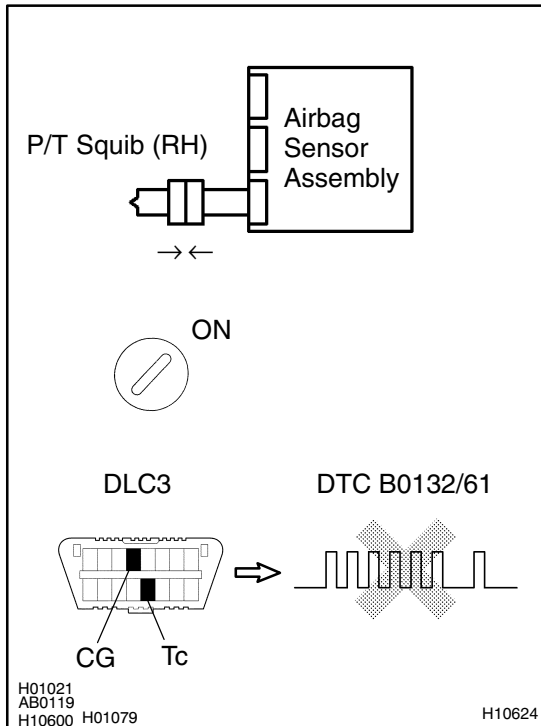 P/T Squib (RH)
Airbag
Sensor
Assembly
ON
DLC3
DTC B0132/61
CG
Tc
H01021
AB0119
H10600 H01079
H10624